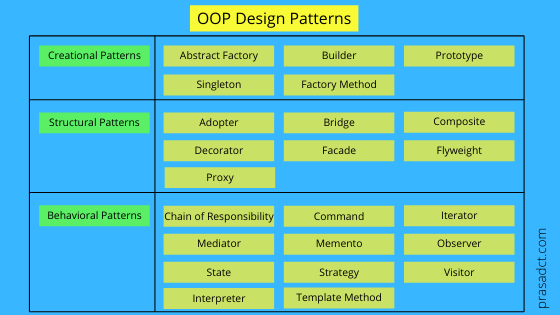 OOP Design Patterns
Creational Patterns
Abstract Factory
Builder
Prototype
Singleton
Factory Method
Structural Patterns
Adopter
Bridge
Composite
Decorator
Facade
Flyweight
Proxy
Behavioral Patterns
Chain of Responsibility
Command
Iterator
Mediator
Memento
Observer
State
Strategy
Visitor
Interpreter
Template Method
prasadct.com